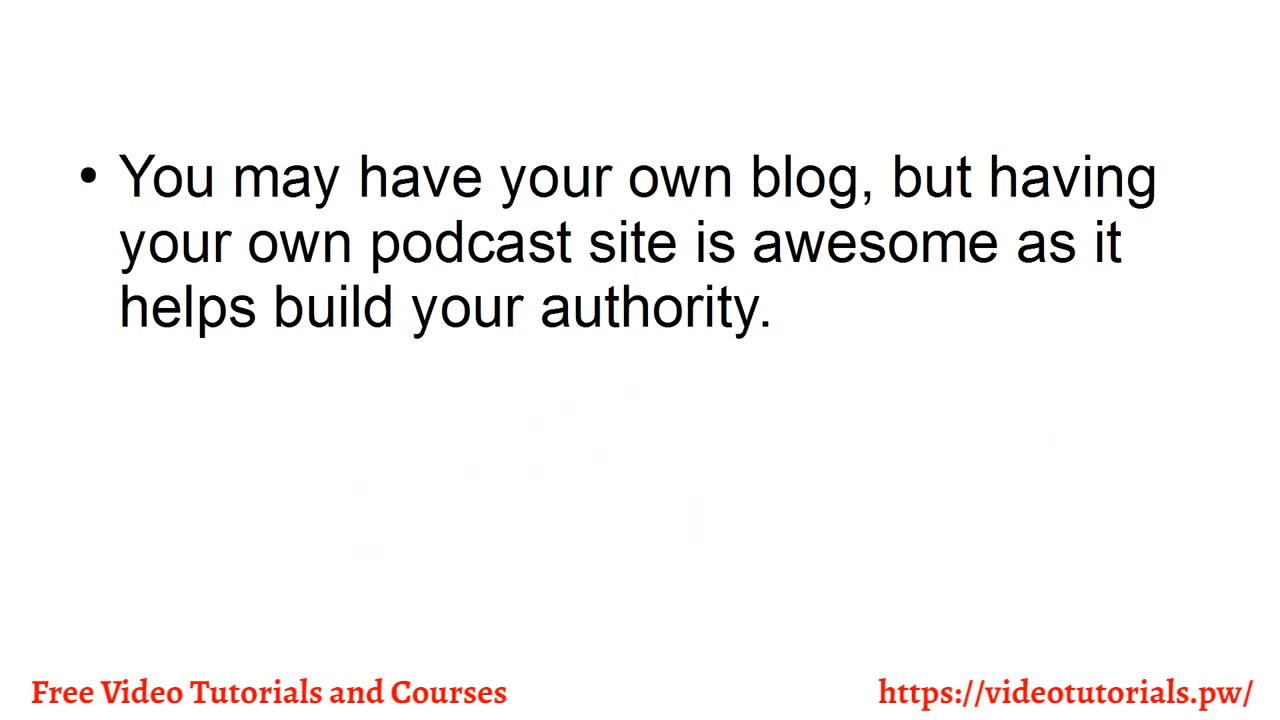 • You may have your own blog, but having
your own podcast site is awesome as it
helps build your authority.
Free Video Tutorials and Courses
https://videotutorials.pw/